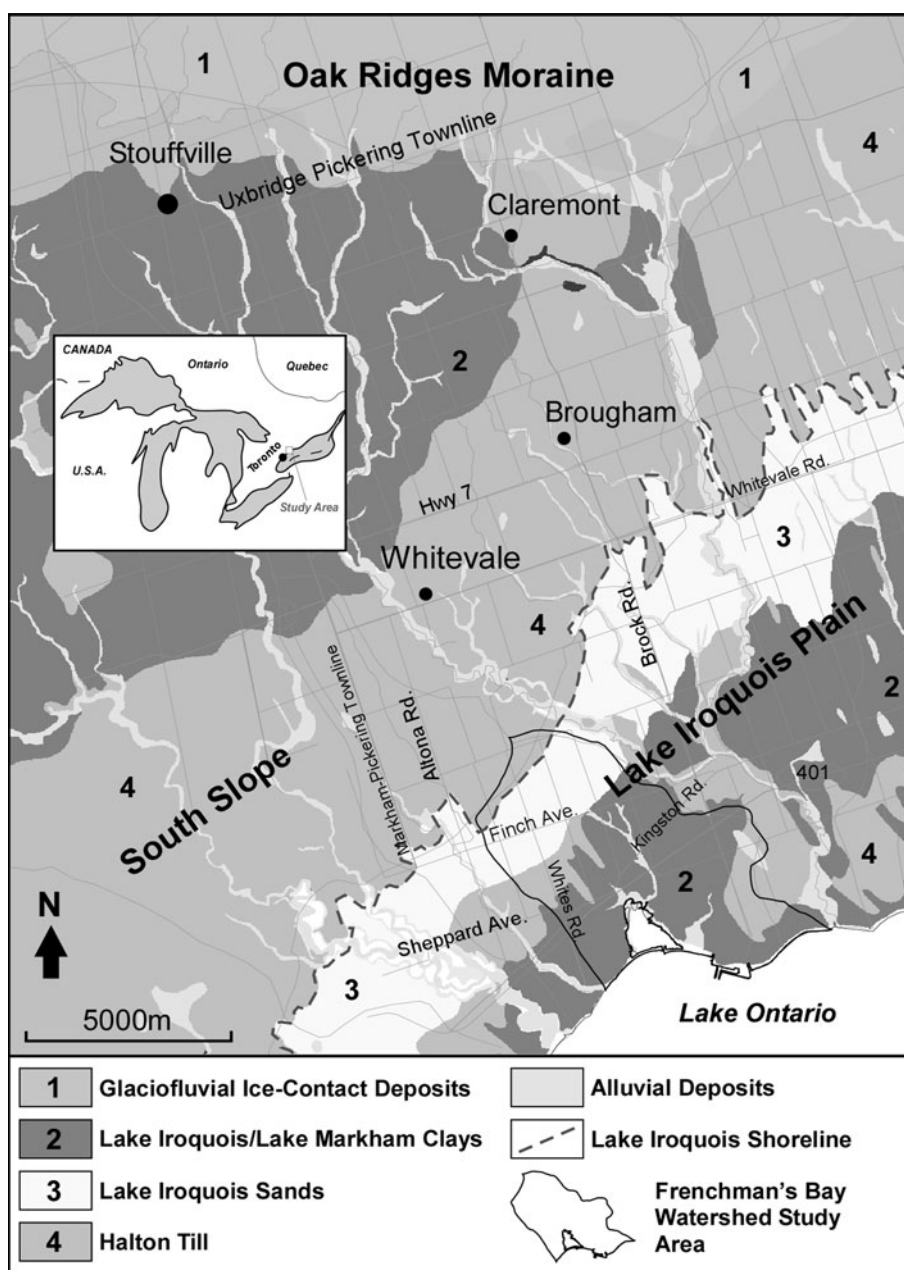 1
Oak Ridges Moraine
1
Stouffville
Uxbridge Pickering Townline
4
Claremont
2
CANADA
Ontario
Quebec
Toronto
U.S.A.
Study Area
Brougham
Hwy 7
Whitevale Rd.
3
Whitevale
4
Brock Rd.
Lake Iroquois Plain
2
Markham-Pickering Townline
Altona Rd.
South Slope
4
401
Kingston Rd.
Finch Ave.
4
Whites Rd
2
N
Sheppard Ave.
3
5000m
Lake Ontario
1 Glaciofluvial Ice-Contact Deposits
2 Lake Iroquois/Lake Markham Clays
3 Lake Iroquois Sands
4 Halton Till
Alluvial Deposits
Lake Iroquois Shoreline
Frenchman's Bay
Watershed Study
Area